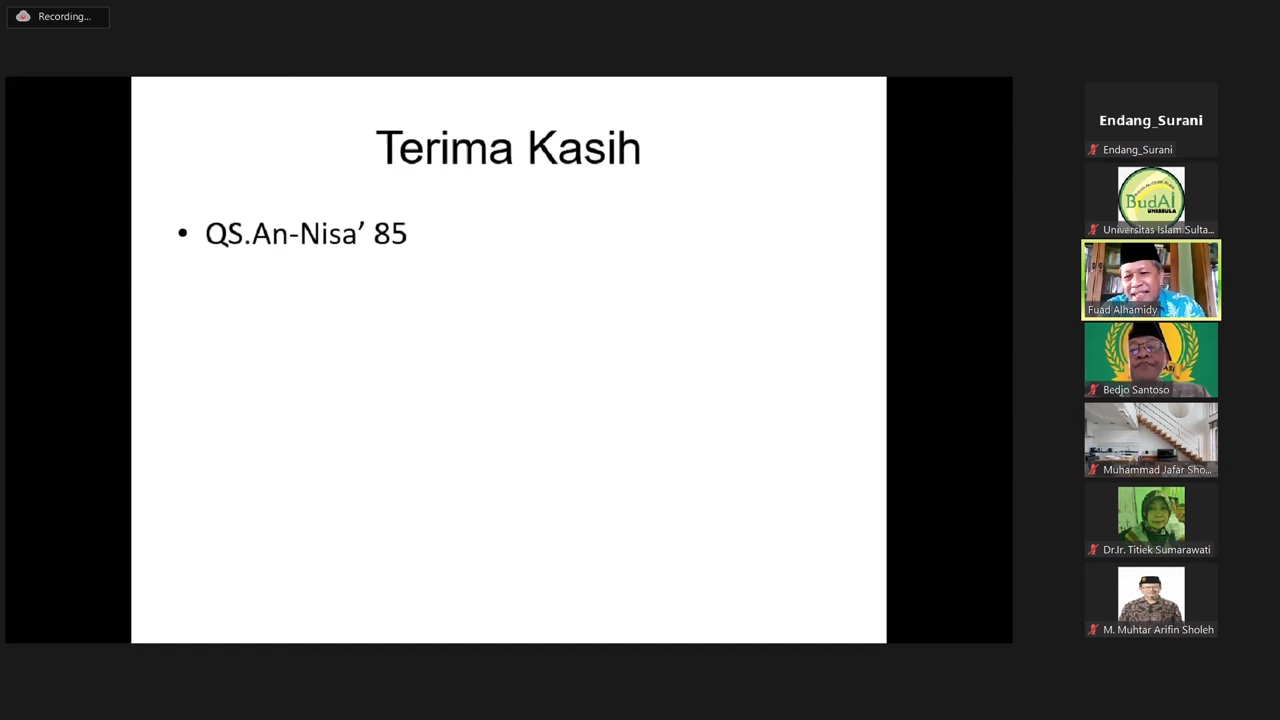 Recording...
Terima Kasih
• QS.An-Nisa’ 85
Endang_Surani
Endang_Surani
BudAI
UNISSULA
Universitas Islam Sulta...
Fuad Alhamidy
Bedjo Santoso
Muhammad Jafar Sho...
Dr.Ir. Titiek Sumarawati
M. Muhtar Arifin Sholeh